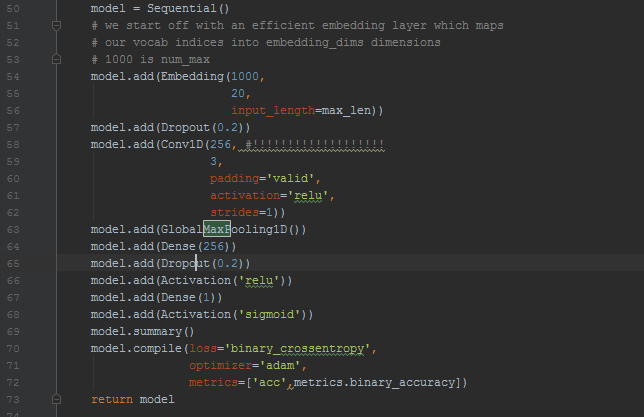 50 model = Sequential()
51 # we start off with an efficient embedding layer which maps
52 # our vocab indices into embedding_dims dimensions
53 # 1000 is num_max
54 model.add(Embedding(1000,
55 20,
56 input_length=max_len))
57 model.add(Dropout(0.2))
58 model.add(Conv1D(256, #!!!!!!!!!!!!!!!!!!!
59 3,
60 padding='valid',
61 activation='relu',
62 strides=1))
63 model.add(GlobalMaxPooling1D())
64 model.add(Dense(256))
65 model.add(Dropout(0.2))
66 model.add(Activation('relu'))
67 model.add(Dense(1))
68 model.add(Activation('sigmoid'))
69 model.summary()
70 model.compile(loss='binary_crossentropy',
71 optimizer='adam',
72 metrics=['acc',metrics.binary_accuracy])
73 return model
74